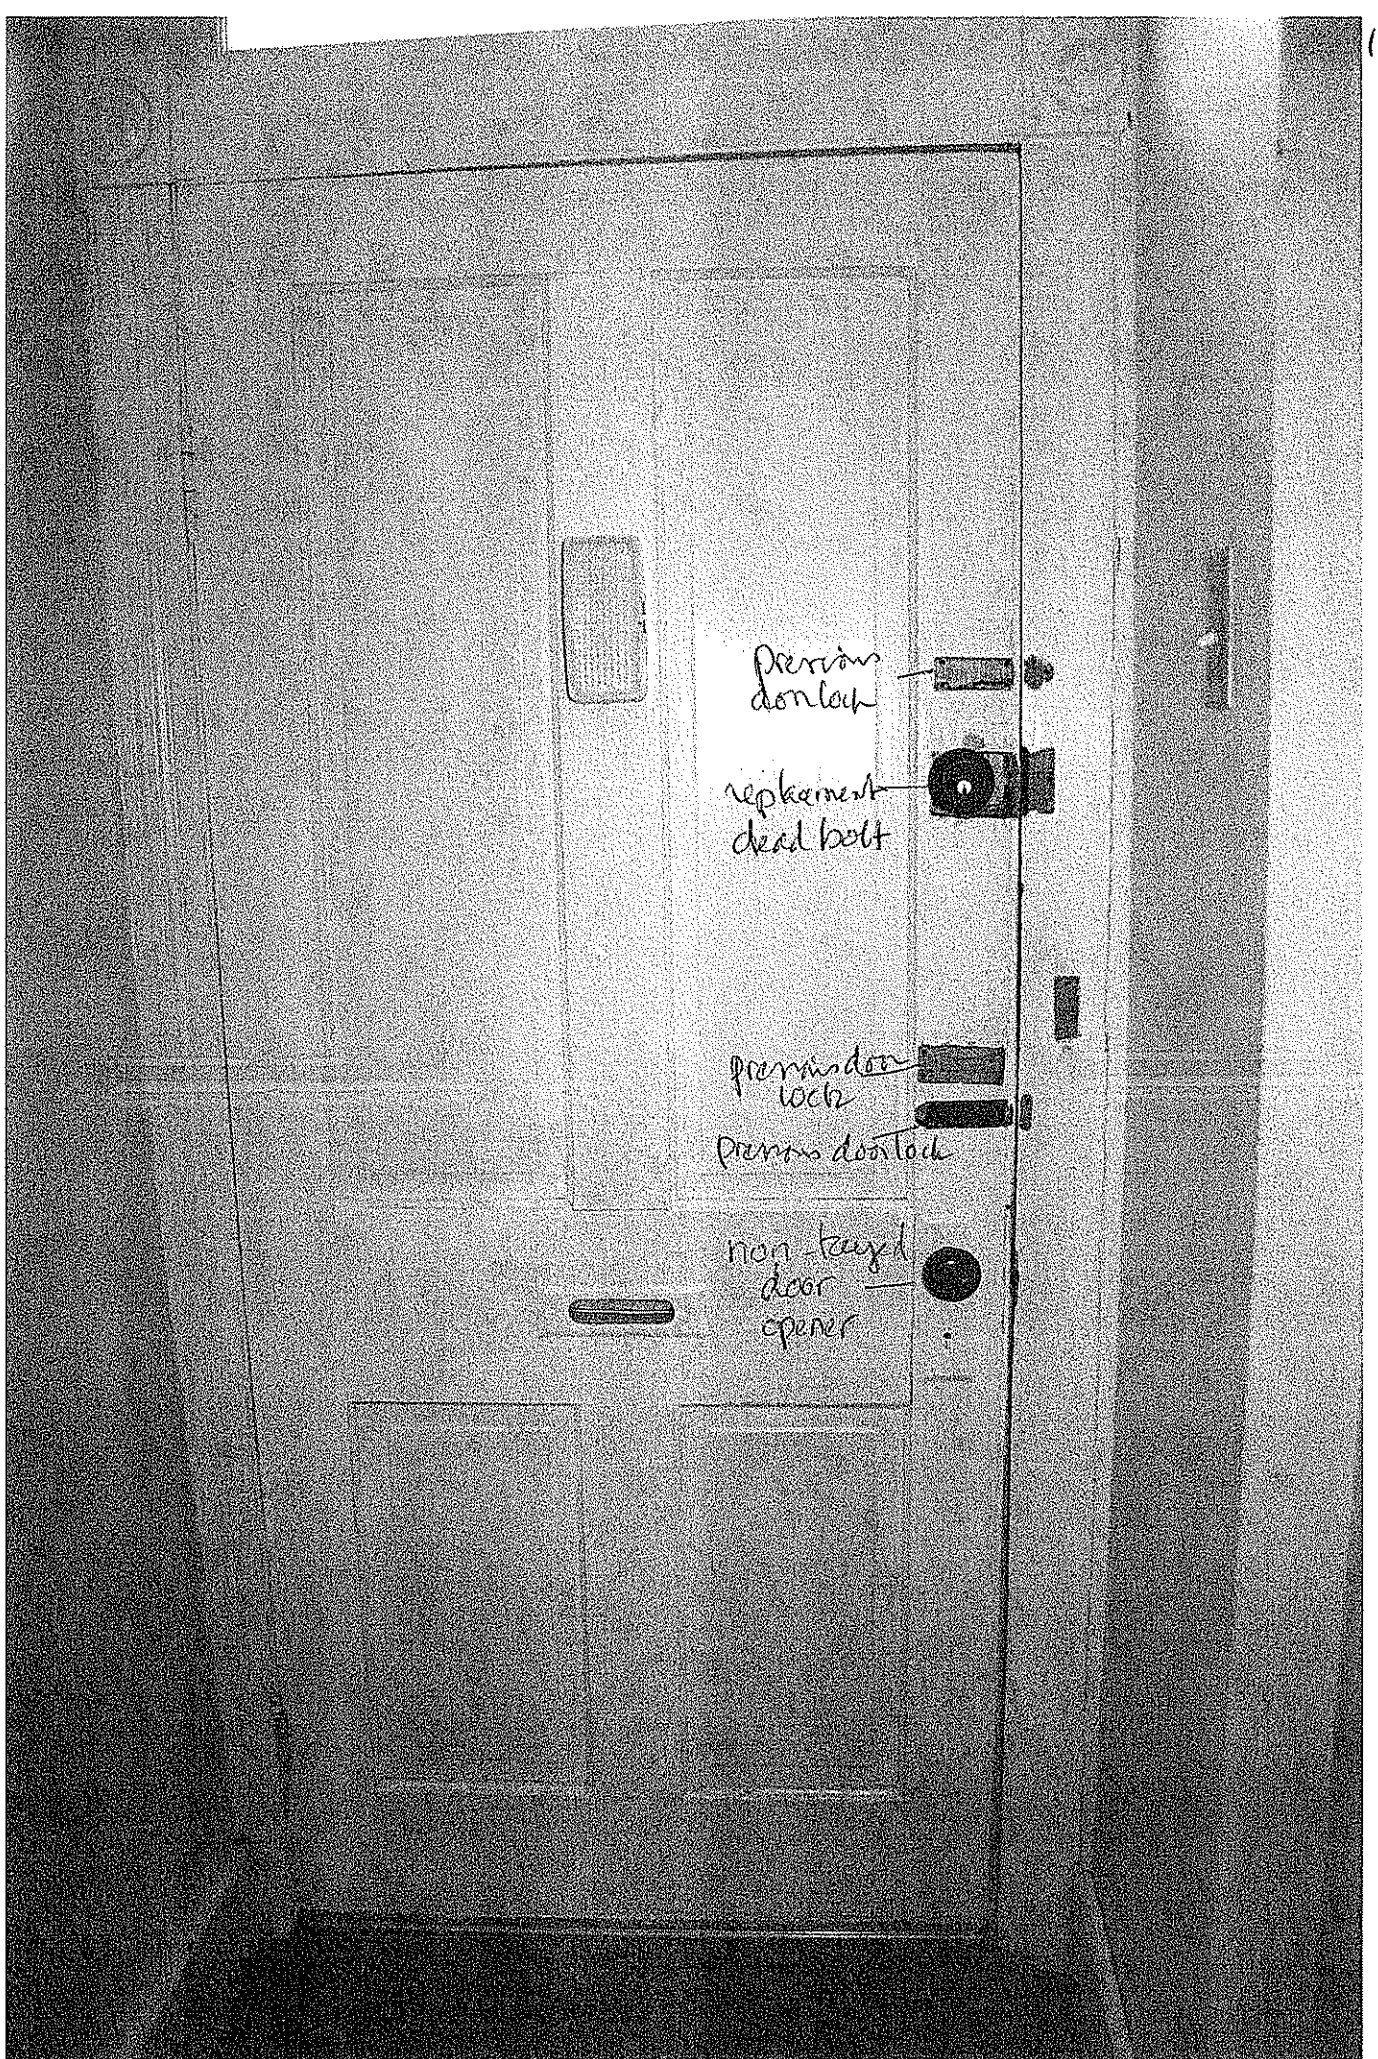 previous
door lock
replacement
dead bolt
previous door
lock
previous door lock
non-keyed
door
opener